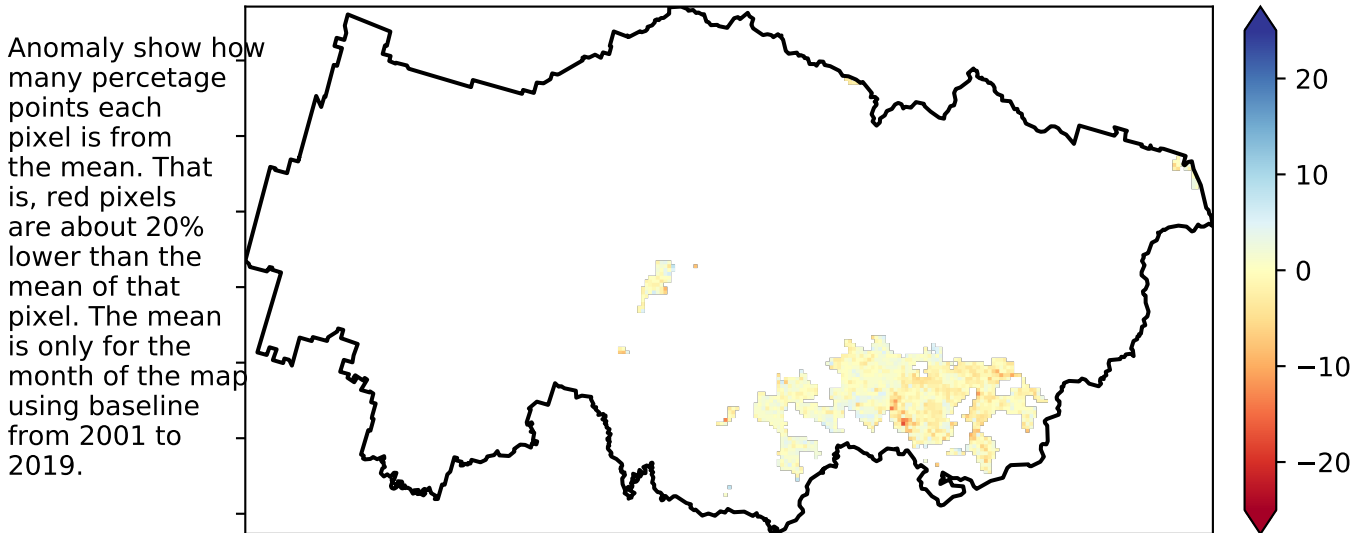 Anomaly show how
many percetage
points each
pixel is from
the mean. That
is, red pixels
are about 20%
lower than the
mean of that
pixel. The mean
is only for the
month of the map
using baseline
from 2001 to
2019.
20
10
0
−10
−20